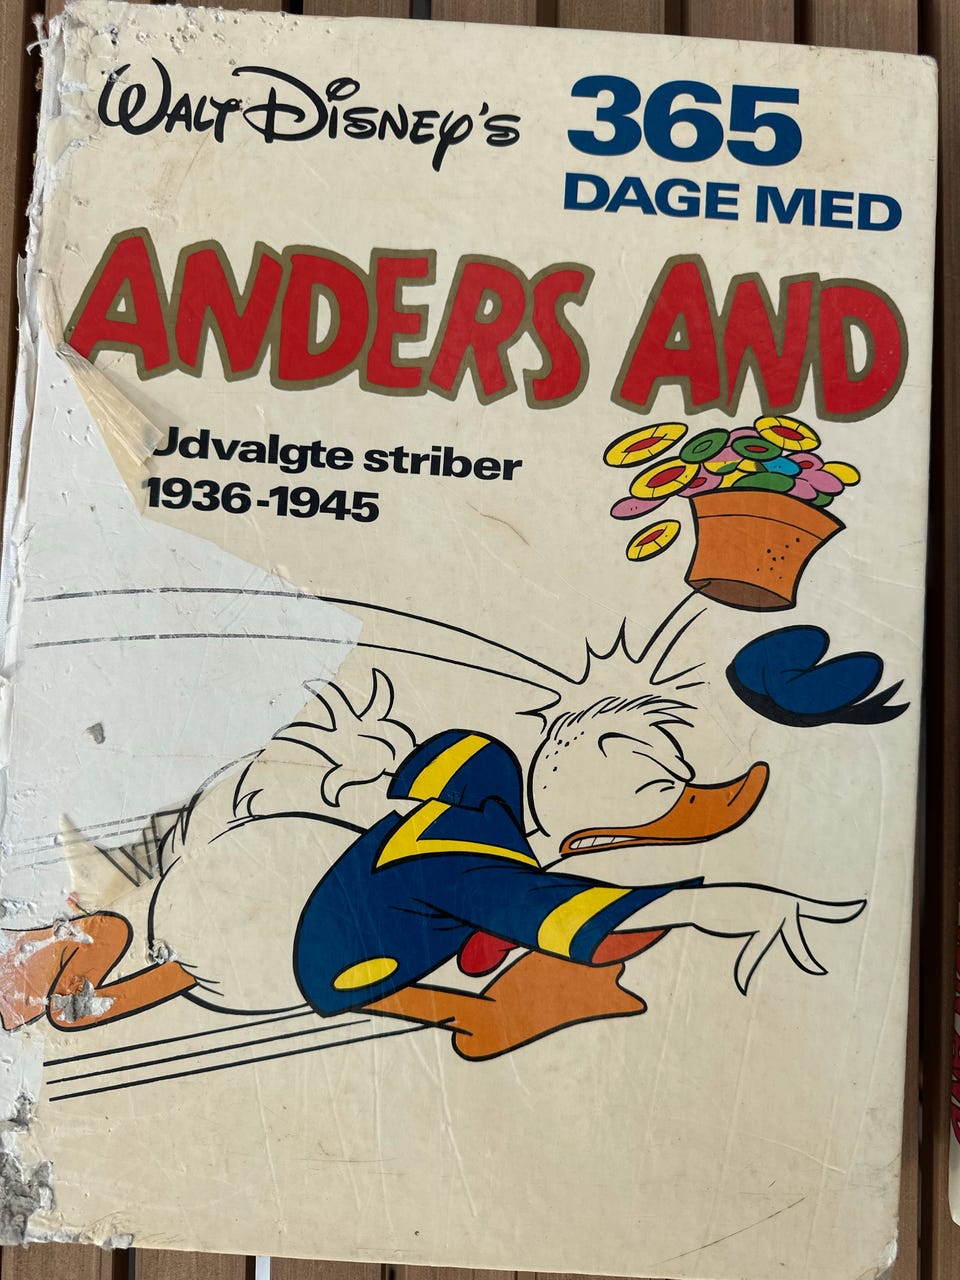 WALT DISNEY'S
365
DAGE MED
ANDERS AND
Udvalgte striber
1936-1945